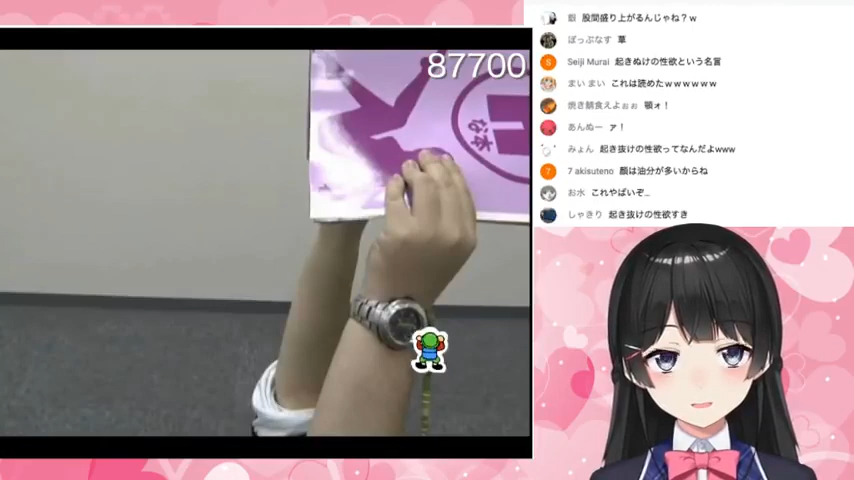 87700
な本
罰 股間盛り上がるんじゃね？w
ぽっぷなす 草
Seiji Murai 起きぬけの性欲という名言
まい まい これは読めたｗｗｗｗｗｗ
焼き鯖食えよぉぉ 顎ォ！
あんぬー ァ！
みょん 起き抜けの性欲ってなんだよwww
7 akisuteno 顔は油分が多いからね
お水 これやばいぞ...
しゃきり 起き抜けの性欲すき